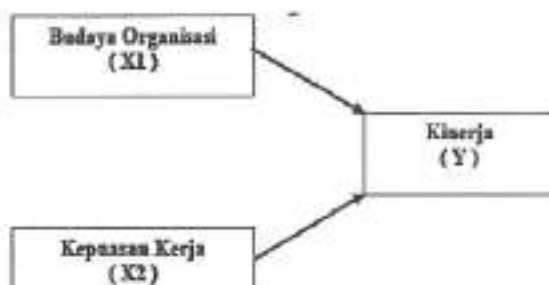 Budaya Organisasi
( X1 )
Kinerja
( Y )
Kepuasan Kerja
( X2 )